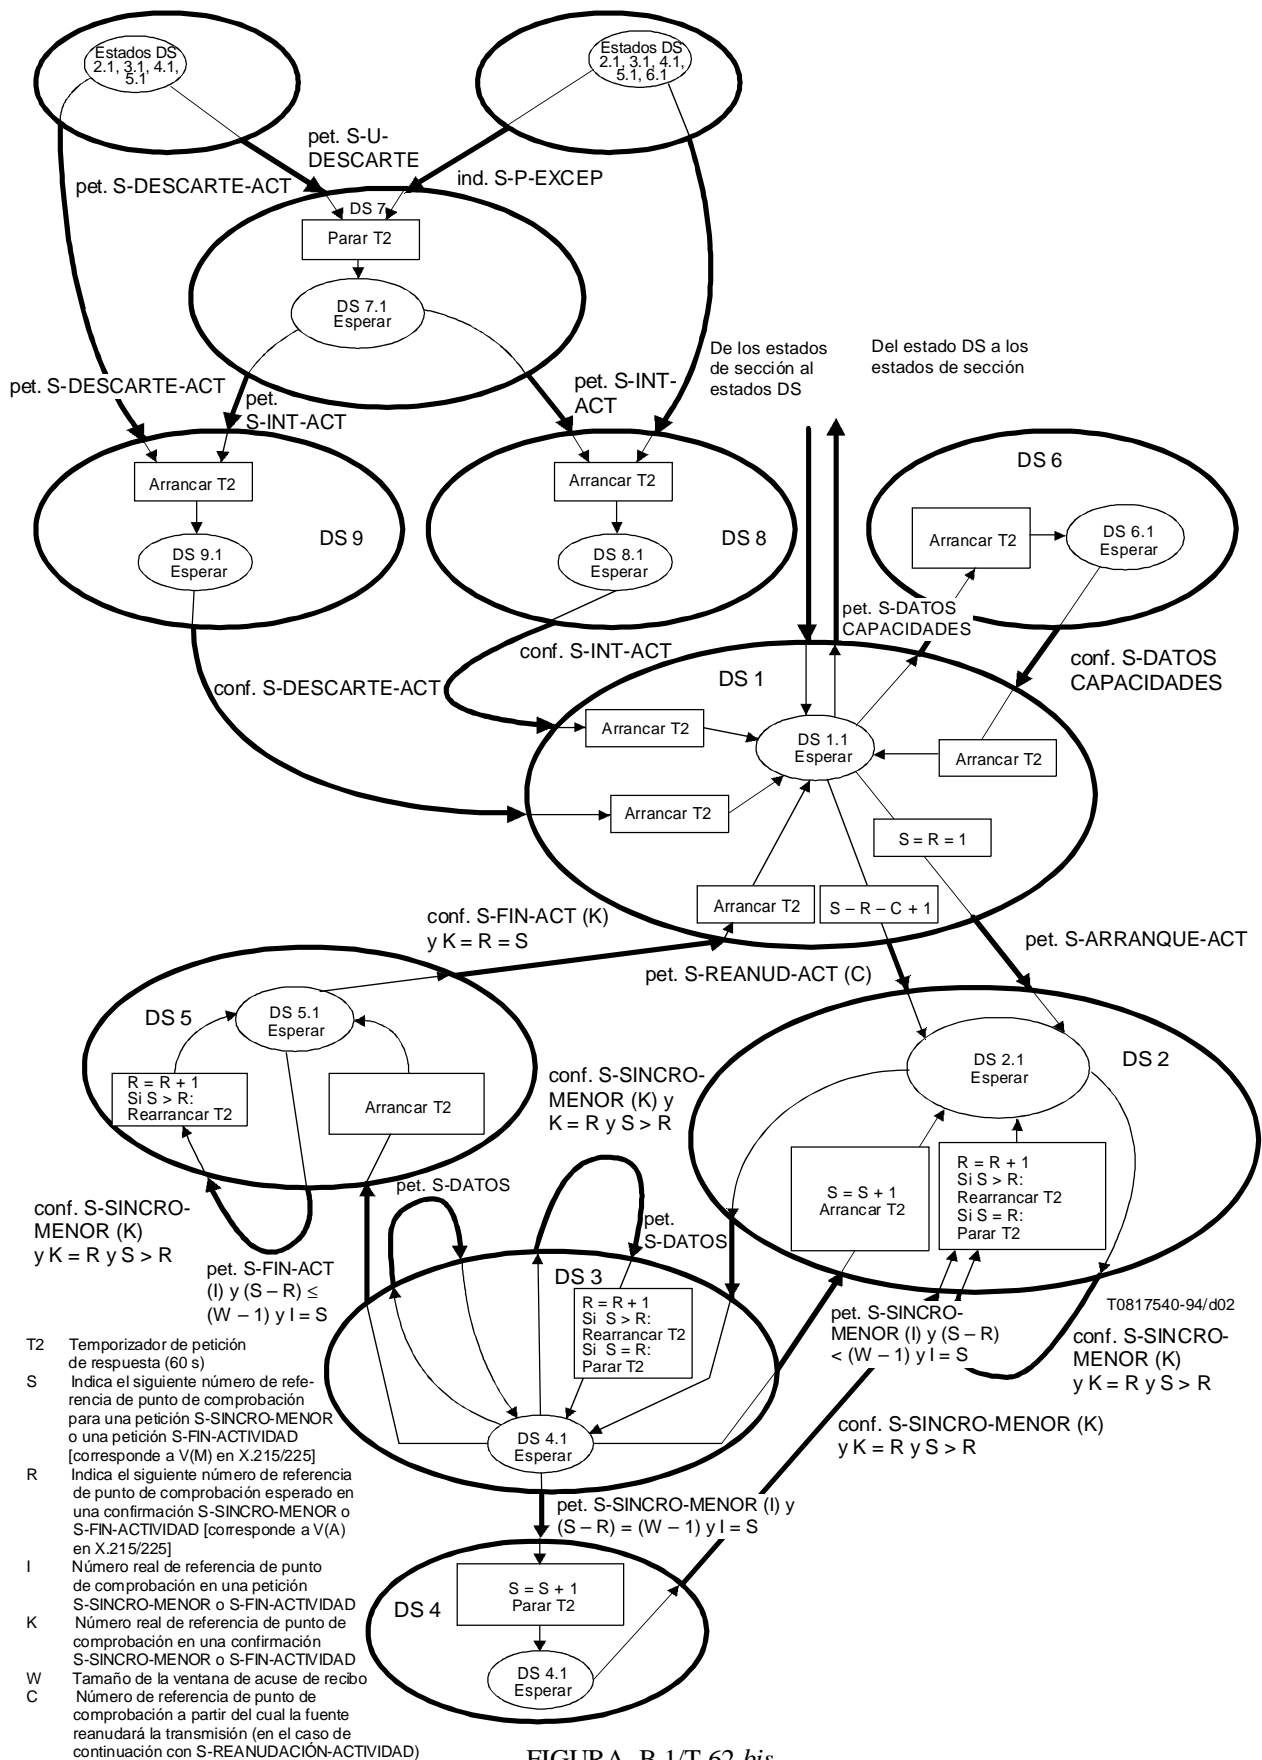 Estados DS
2.1, 3.1, 4.1,
5.1
Estados DS
2.1, 3.1, 4.1,
5.1, 6.1
pet. S-U-
DESCARTE
pet. S-DESCARTE-ACT
ind. S-P-EXCEP
DS 7
Parar T2
DS 7.1
Esperar
De los estados
de sección al
estados DS
Del estado DS a los
estados de sección
pet. S-DESCARTE-ACT
pet.
S-INT-ACT
pet. S-INT-
ACT
Arrancar T2
DS 9
DS 9.1
Esperar
Arrancar T2
DS 8
DS 8.1
Esperar
DS 6
Arrancar T2
DS 6.1
Esperar
pet. S-DATOS
CAPACIDADES
conf. S-INT-ACT
conf. S-DESCARTE-ACT
conf. S-DATOS
CAPACIDADES
DS 1
Arrancar T2
DS 1.1
Esperar
Arrancar T2
Arrancar T2
S = R = 1
Arrancar T2
S – R – C + 1
conf. S-FIN-ACT (K)
y K = R = S
pet. S-ARRANQUE-ACT
pet. S-REANUD-ACT (C)
DS 5
DS 5.1
Esperar
R = R + 1
Si S > R:
Rearrancar T2
Arrancar T2
conf. S-SINCRO-
MENOR (K) y
K = R y S > R
DS 2.1
Esperar
DS 2
S = S + 1
Arrancar T2
R = R + 1
Si S > R:
Rearrancar T2
Si S = R:
Parar T2
conf. S-SINCRO-
MENOR (K)
y K = R y S > R
pet. S-FIN-ACT
(I) y (S – R) ≤
(W – 1) y I = S
pet. S-DATOS
pet.
S-DATOS
DS 3
R = R + 1
Si S > R:
Rearrancar T2
Si S = R:
Parar T2
DS 4.1
Esperar
pet. S-SINCRO-
MENOR (I) y (S – R)
< (W – 1) y I = S
T0817540-94/d02
conf. S-SINCRO-
MENOR (K)
y K = R y S > R
conf. S-SINCRO-MENOR (K)
y K = R y S > R
pet. S-SINCRO-MENOR (I) y
(S – R) = (W – 1) y I = S
DS 4
S = S + 1
Parar T2
DS 4.1
Esperar
T2 Temporizador de petición
de respuesta (60 s)
S Indica el siguiente número de refe-
rencia de punto de comprobación
para una petición S-SINCRO-MENOR
o una petición S-FIN-ACTIVIDAD
[corresponde a V(M) en X.215/225]
R Indica el siguiente número de referencia
de punto de comprobación esperado en
una confirmación S-SINCRO-MENOR o
S-FIN-ACTIVIDAD [corresponde a V(A)
en X.215/225]
I Número real de referencia de punto
de comprobación en una petición
S-SINCRO-MENOR o S-FIN-ACTIVIDAD
K Número real de referencia de punto de
comprobación en una confirmación
S-SINCRO-MENOR o S-FIN-ACTIVIDAD
W Tamaño de la ventana de acuse de recibo
C Número de referencia de punto de
comprobación a partir del cual la fuente
reanudará la transmisión (en el caso de
continuación con S-REANUDACIÓN-ACTIVIDAD)
FIGURA B.1/T.62 bis